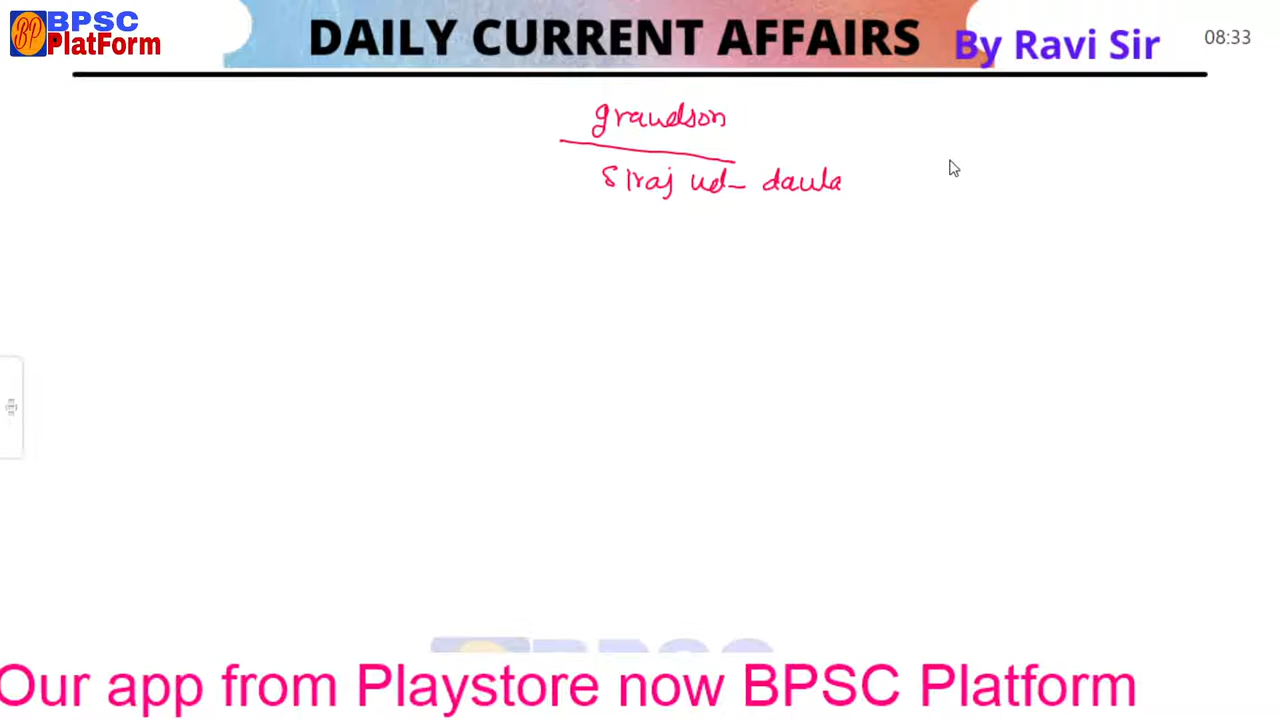 BPSC
PlatForm
DAILY CURRENT AFFAIRS
By Ravi Sir
08:33
grandson
Siraj ud-daula
BPSC
Our app from Playstore now BPSC Platform